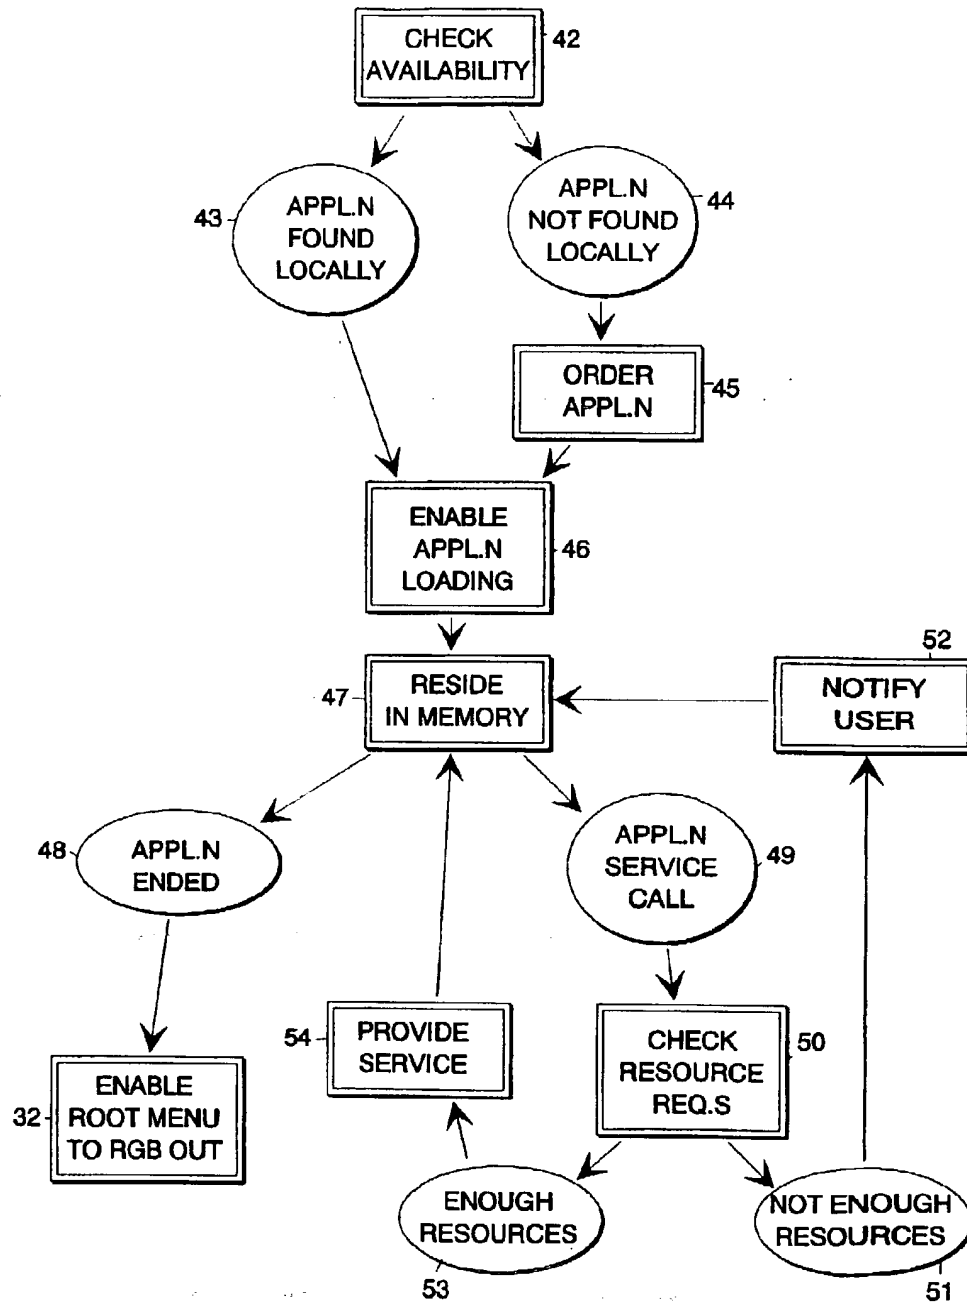 CHECK
AVAILABILITY
42
43
APPL.N
FOUND
LOCALLY
APPL.N
NOT FOUND
LOCALLY
44
ORDER
APPL.N
45
ENABLE
APPL.N
LOADING
46
47
RESIDE
IN MEMORY
52
NOTIFY
USER
48
APPL.N
ENDED
APPL.N
SERVICE
CALL
49
54
PROVIDE
SERVICE
CHECK
RESOURCE
REQ.S
50
32
ENABLE
ROOT MENU
TO RGB OUT
ENOUGH
RESOURCES
53
NOT ENOUGH
RESOURCES
51